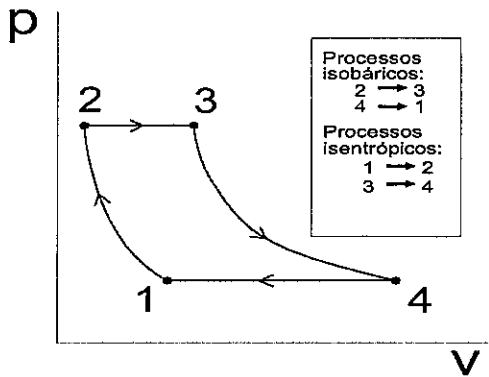 p
2
3
1
4
v
Processos
isobáricos:
2 → 3
4 → 1
Processos
isentrópicos:
1 → 2
3 → 4